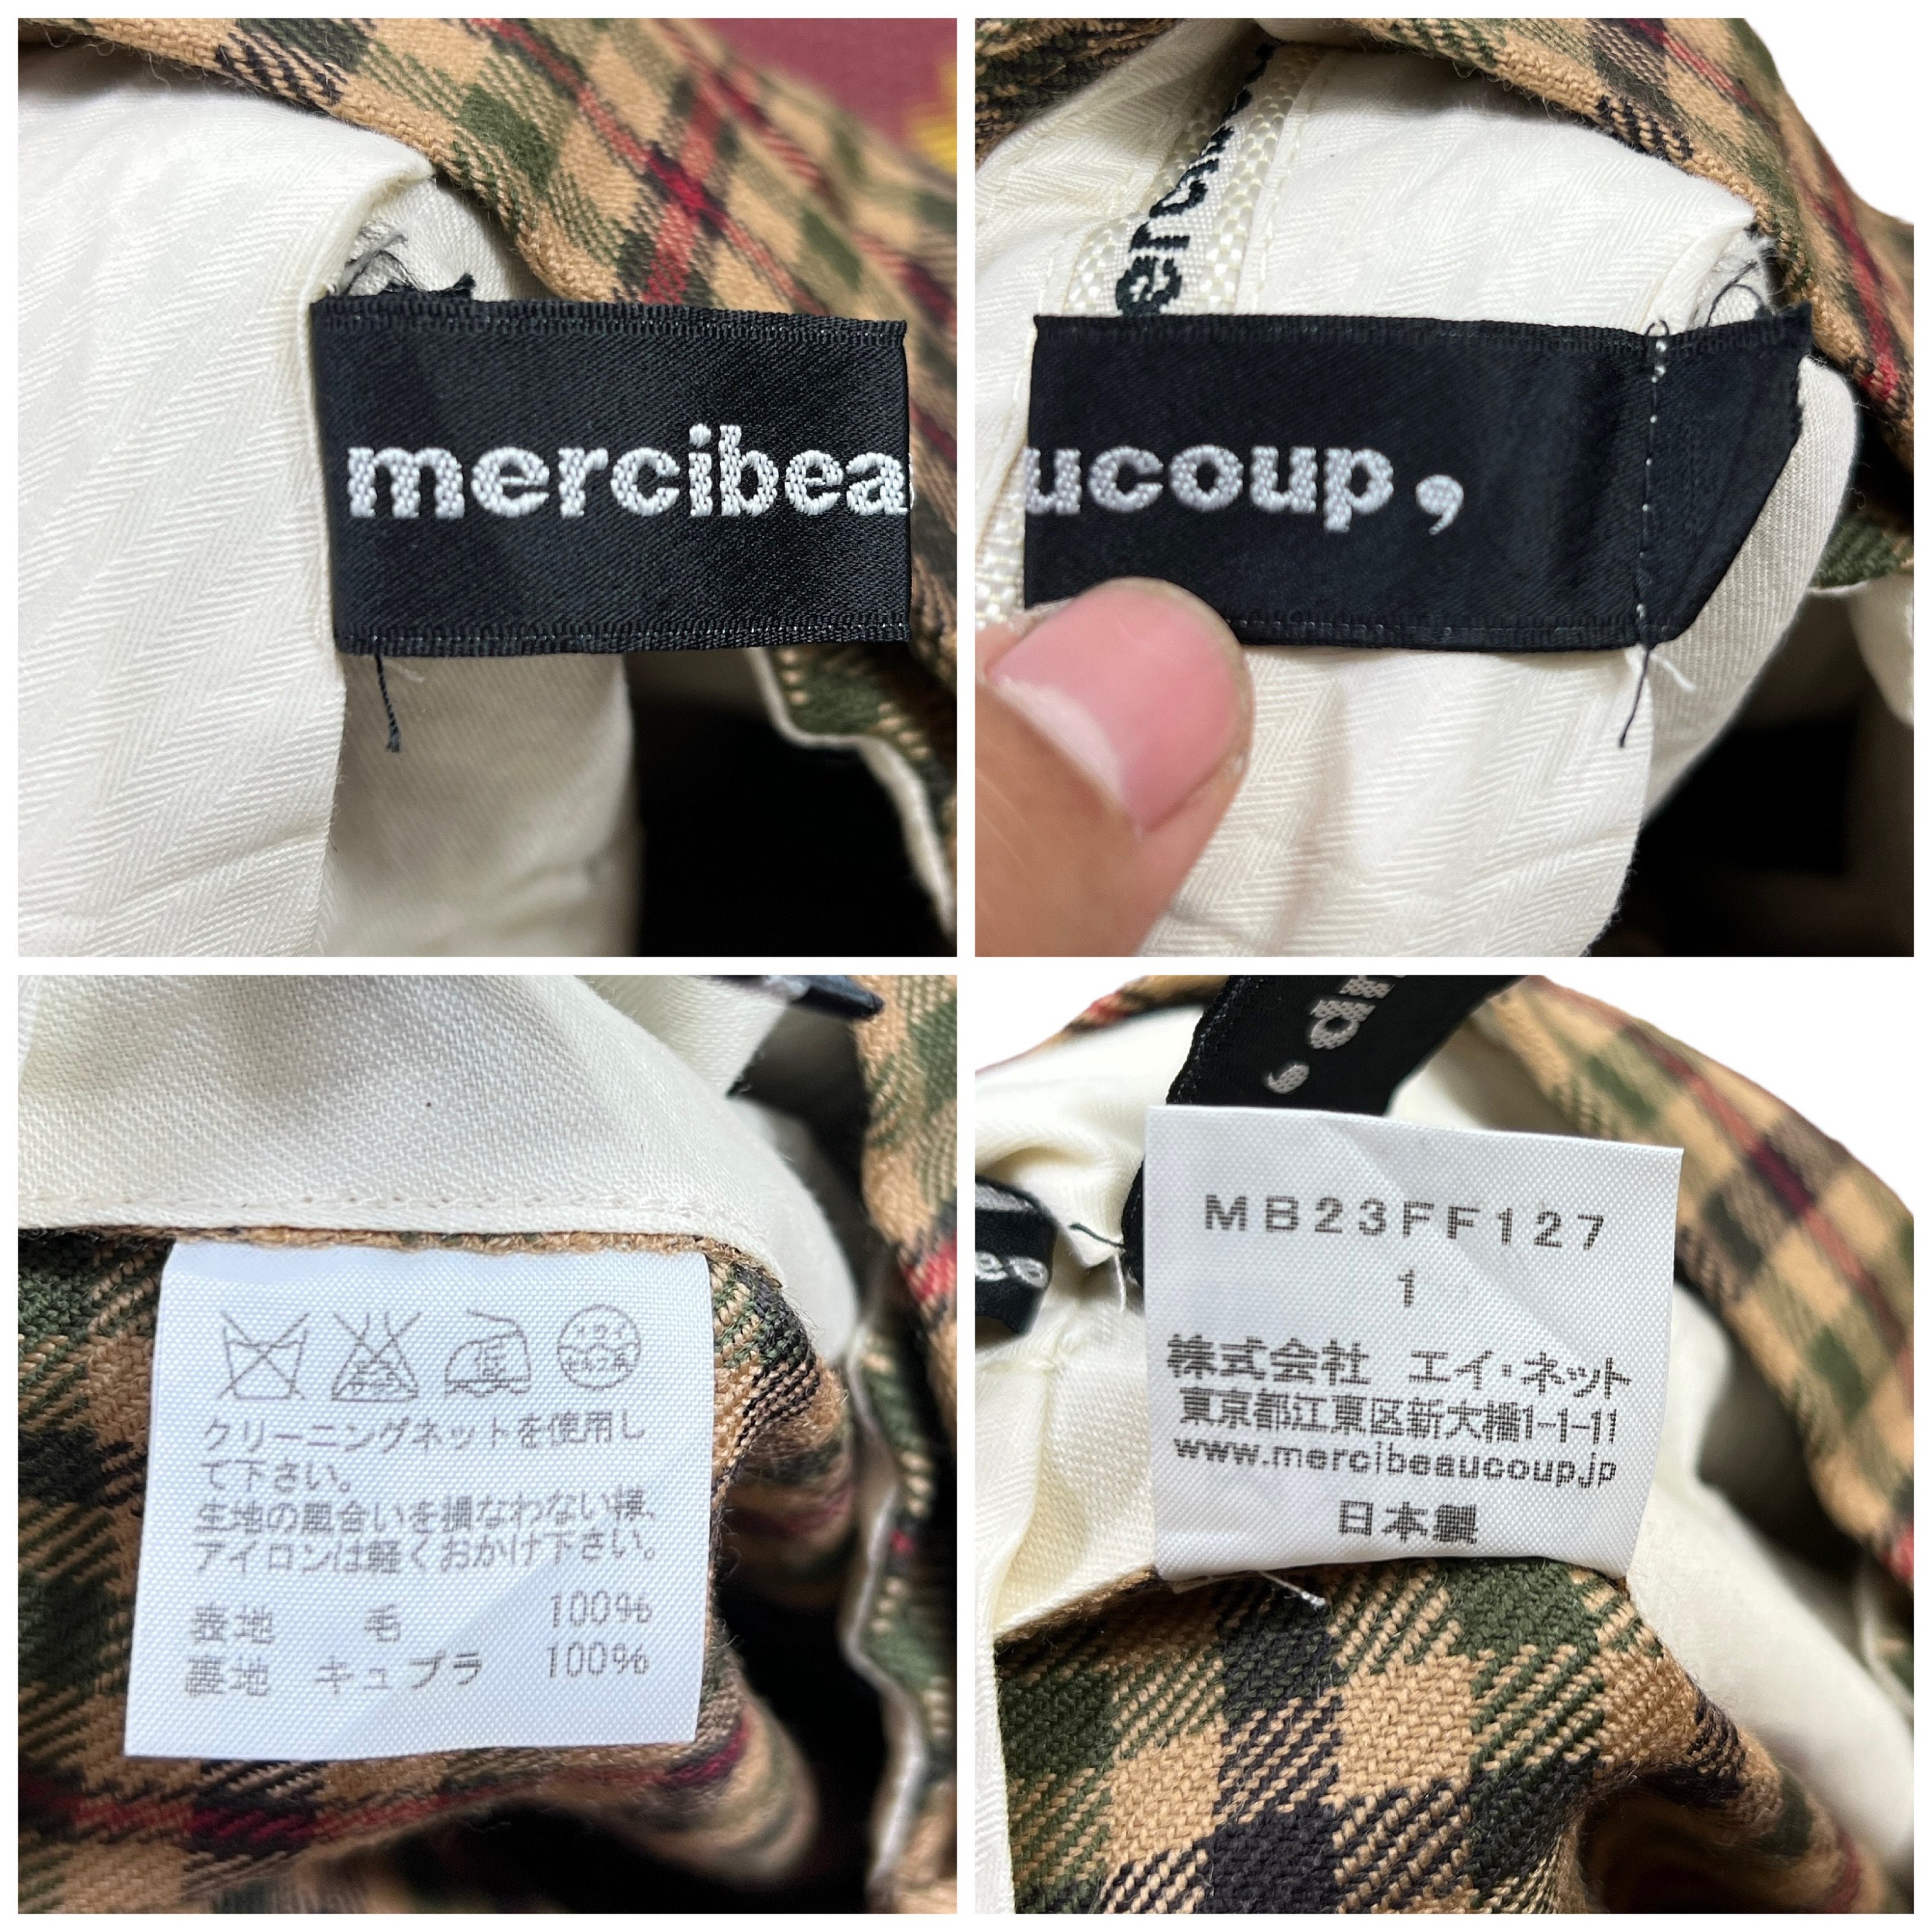 mercibea
ucoup,
クリーニングネットを使用し
て下さい。
生地の風合いを損なわない様、
アイロンは軽くおかけ下さい。
表地 毛 100%
裏地 キュプラ 100%
MB23FF127
1
株式会社 エイ・ネット
東京都江東区新大橋1-1-11
www.mercibeaucoup.jp
日本製